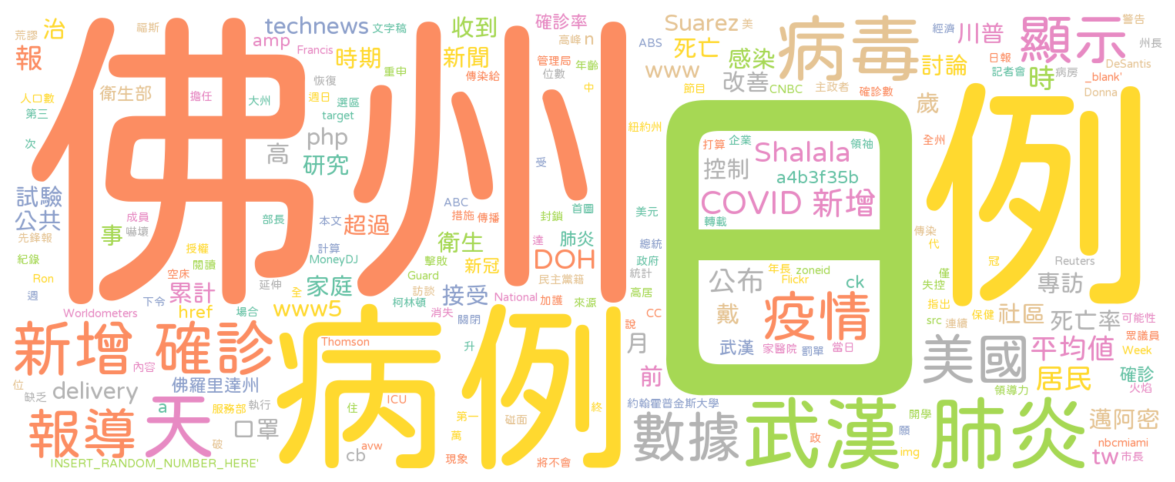 佛州
日
例
病例
病毒
武漢 肺炎
新增 確診
報導
天
美國
數據
疫情
顯示
COVID 新增
Shalala
a4b3f35b
控制
打算
企業
領袖
轉載
公布
戴
年長
zoneid
Flickr
ck
武漢
家醫院
罰單
當日
荒謬
福斯
technews
文字稿
收到
確診率
治
報
amp
Francis
時期
新聞
高峰
n
管理局
位數
年齡
恢復
重申
傳染給
中
人口數
衛生部
擔任
大州
週日
選區
target
第三
次
php
高
研究
受
試驗
公共
先鋒報
成員
嚇壞
事
部長
本文
超過
ABC
措施
傳播
封鎖
首圖
衛生
達
肺炎
紀錄
授權
閱讀
計算
MoneyDJ
擊敗
Guard
新冠
DOH
民主黨籍
Ron
週
空床
延伸
累計
下令
場合
全
家庭
訪談
柯林頓
接受
National
加護
來源
Worldometers
href
www5
消失
關閉
說
CC
月
位
內容
Thomson
升
缺乏
delivery
佛羅里達州
前
a
服務部
執行
住
ICU
第一
磁面
終
口罩
破
cb
avw
萬
現象
將不會
INSERT_RANDOM_NUMBER_HERE'
Suarez
美
ABS
死亡
感染
www
改善
CNBC
節目
主政者
確診數
紐約州
經濟
川普
警告
州長
日報
記者會
病房
DeSantis
_blank'
Donna
討論
時
歲
全州
美元
總統
政府
統計
高居
失控
傳染
代
冠
Reuters
僅
專訪
指出
src
連續
保健
社區
死亡率
可能性
眾議員
平均值
Week
確診
火焰
領導力
居民
約翰霍普金斯大學
開學
政
願
img
邁阿密
nbcmiami
tw
市長